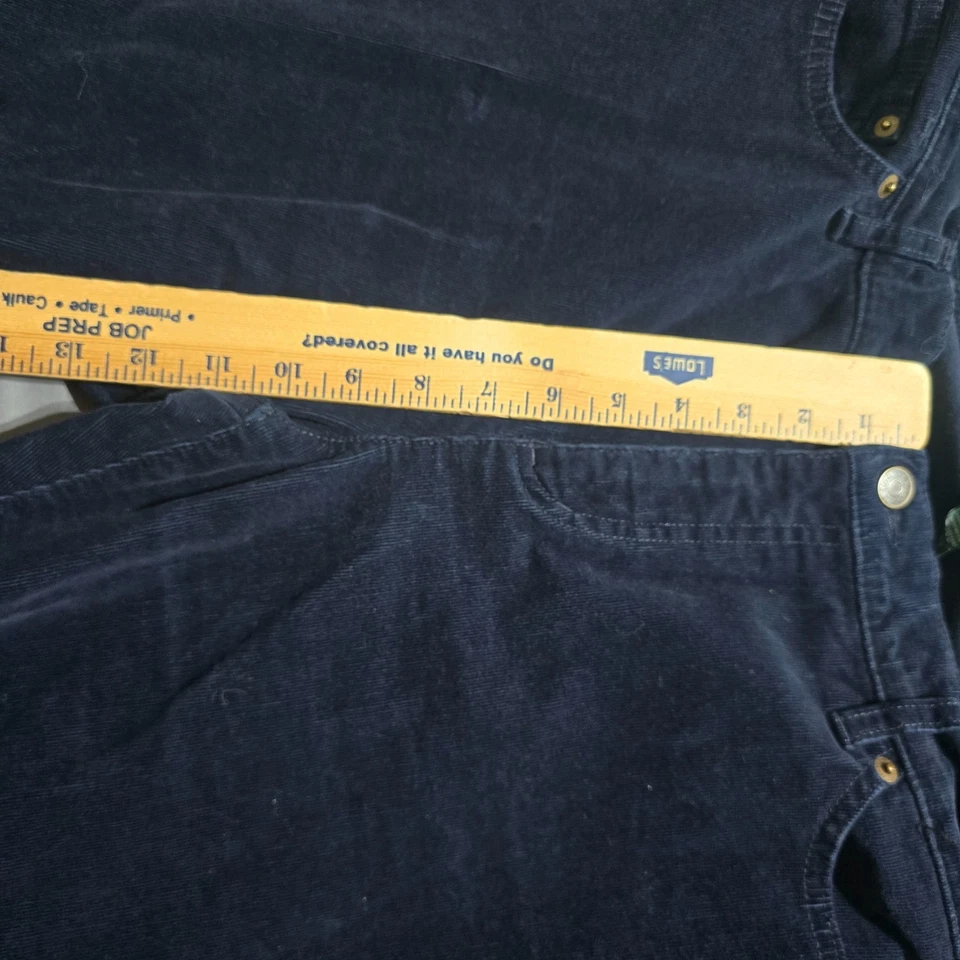 LOWE'S
Do you have it all covered?
JOB PREP
• Primer • Tape • Caulk
1 2 3 4 5 6 7 8 9 10 11 12 13 1